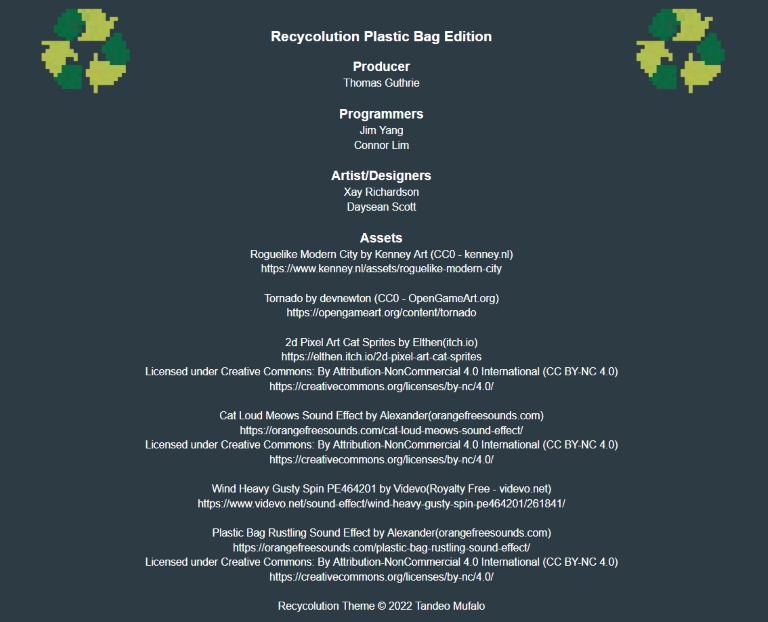 Recycolution Plastic Bag Edition
Producer
Thomas Guthrie
Programmers
Jim Yang
Connor Lim
Artist/Designers
Xay Richardson
Daysean Scott
Assets
Roguelike Modern City by Kenney Art (CC0 - kenney.nl)
https://www.kenney.nl/assets/roguelike-modern-city
Tornado by devnewton (CC0 - OpenGameArt.org)
https://opengameart.org/content/tornado
2d Pixel Art Cat Sprites by Elthen(itch.io)
https://elthen.itch.io/2d-pixel-art-cat-sprites
Licensed under Creative Commons: By Attribution-NonCommercial 4.0 International (CC BY-NC 4.0)
https://creativecommons.org/licenses/by-nc/4.0/
Cat Loud Meows Sound Effect by Alexander(orangefreesounds.com)
https://orangefreesounds.com/cat-loud-meows-sound-effect/
Licensed under Creative Commons: By Attribution-NonCommercial 4.0 International (CC BY-NC 4.0)
https://creativecommons.org/licenses/by-nc/4.0/
Wind Heavy Gusty Spin PE464201 by Videvo(Royalty Free - videvo.net)
https://www.videvo.net/sound-effect/wind-heavy-gusty-spin-pe464201/261841/
Plastic Bag Rustling Sound Effect by Alexander(orangefreesounds.com)
https://orangefreesounds.com/plastic-bag-rustling-sound-effect/
Licensed under Creative Commons: By Attribution-NonCommercial 4.0 International (CC BY-NC 4.0)
https://creativecommons.org/licenses/by-nc/4.0/
Recycolution Theme © 2022 Tandeo Mufalo